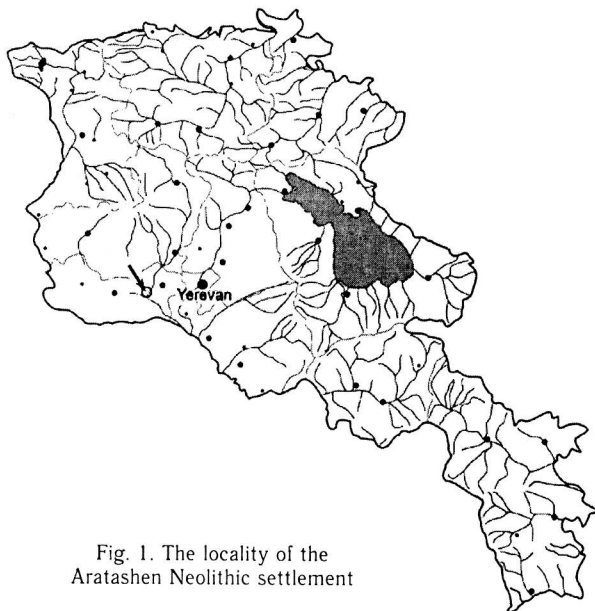 Yerevan
Fig. 1. The locality of the
Aratashen Neolithic settlement